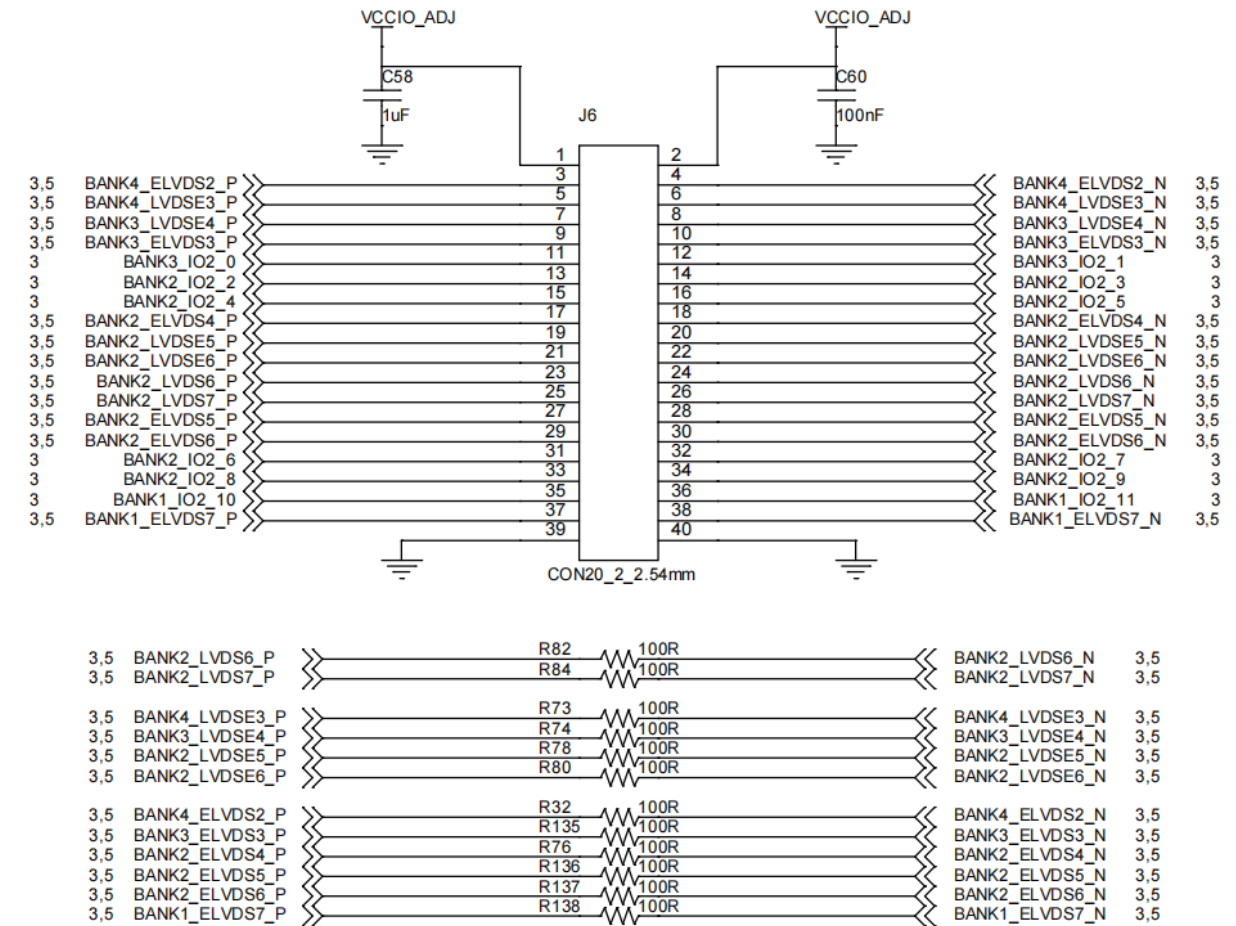 VCCIO_ADJ VCCIO_ADJ
C58 C60
1uF J6 100nF
1 2
3 4
3,5 BANK4_ELVDS2_P 5 6 BANK4_ELVDS2_N 3,5
3,5 BANK4_LVDSE3_P 7 8 BANK4_LVDSE3_N 3,5
3,5 BANK3_LVDSE4_P 9 10 BANK3_LVDSE4_N 3,5
3,5 BANK3_ELVDS3_P 11 12 BANK3_ELVDS3_N 3,5
3 BANK3_IO2_0 13 14 BANK3_IO2_1 3
3 BANK2_IO2_2 15 16 BANK2_IO2_3 3
3 BANK2_IO2_4 17 18 BANK2_IO2_5 3
3,5 BANK2_ELVDS4_P 19 20 BANK2_ELVDS4_N 3,5
3,5 BANK2_LVDSE5_P 21 22 BANK2_LVDSE5_N 3,5
3,5 BANK2_LVDSE6_P 23 24 BANK2_LVDSE6_N 3,5
3,5 BANK2_LVDS6_P 25 26 BANK2_LVDS6_N 3,5
3,5 BANK2_LVDS7_P 27 28 BANK2_LVDS7_N 3,5
3,5 BANK2_ELVDS5_P 29 30 BANK2_ELVDS5_N 3,5
3,5 BANK2_ELVDS6_P 31 32 BANK2_ELVDS6_N 3,5
3 BANK2_IO2_6 33 34 BANK2_IO2_7 3
3 BANK2_IO2_8 35 36 BANK2_IO2_9 3
3 BANK1_IO2_10 37 38 BANK1_IO2_11 3
3,5 BANK1_ELVDS7_P 39 40 BANK1_ELVDS7_N 3,5
CON20_2_2.54mm
3,5 BANK2_LVDS6_P R82 100R BANK2_LVDS6_N 3,5
3,5 BANK2_LVDS7_P R84 100R BANK2_LVDS7_N 3,5
3,5 BANK4_LVDSE3_P R73 100R BANK4_LVDSE3_N 3,5
3,5 BANK3_LVDSE4_P R74 100R BANK3_LVDSE4_N 3,5
3,5 BANK2_LVDSE5_P R78 100R BANK2_LVDSE5_N 3,5
3,5 BANK2_LVDSE6_P R80 100R BANK2_LVDSE6_N 3,5
3,5 BANK4_ELVDS2_P R32 100R BANK4_ELVDS2_N 3,5
3,5 BANK3_ELVDS3_P R135 100R BANK3_ELVDS3_N 3,5
3,5 BANK2_ELVDS4_P R76 100R BANK2_ELVDS4_N 3,5
3,5 BANK2_ELVDS5_P R136 100R BANK2_ELVDS5_N 3,5
3,5 BANK2_ELVDS6_P R137 100R BANK2_ELVDS6_N 3,5
3,5 BANK1_ELVDS7_P R138 100R BANK1_ELVDS7_N 3,5